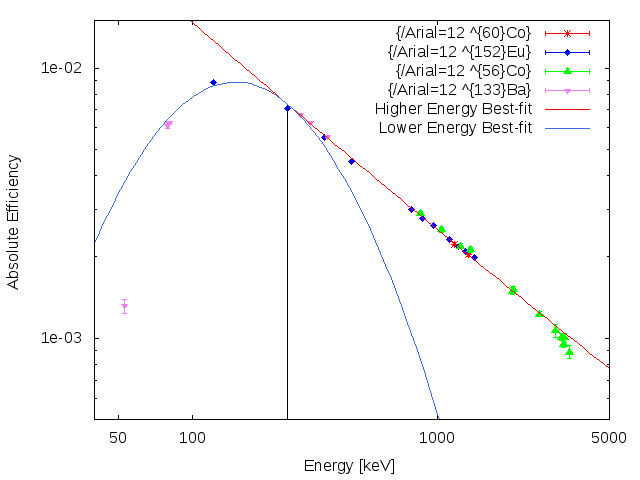 {/Arial=12 ^{60}Co}
{/Arial=12 ^{152}Eu}
{/Arial=12 ^{56}Co}
{/Arial=12 ^{133}Ba}
Higher Energy Best-fit
Lower Energy Best-fit
1e-02
1e-03
Absolute Efficiency
50 100 1000 5000
Energy [keV]